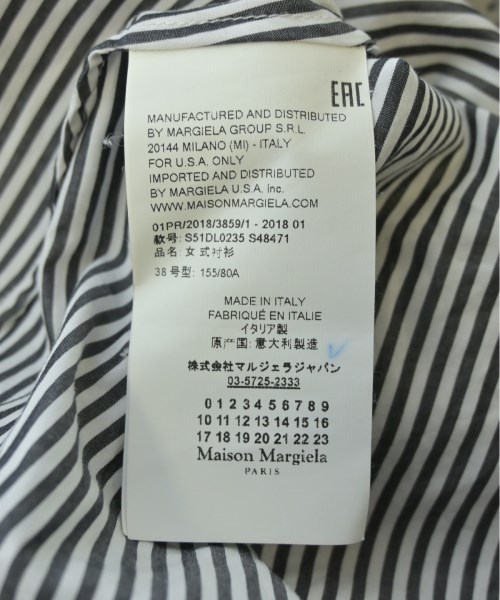 EAC
MANUFACTURED AND DISTRIBUTED
BY MARGIELA GROUP S.R.L.
20144 MILANO (MI) - ITALY
FOR U.S.A. ONLY
IMPORTED AND DISTRIBUTED
BY MARGIELA U.S.A. inc.
WWW.MAISONMARGIELA.COM
01PR/2018/3859/1 - 2018 01
款号: S51DL0235 S48471
品名: 女式衬衫
38 号型: 155/80A
MADE IN ITALY
FABRIQUÉ EN ITALIE
イタリア製
原产国: 意大利製造
株式会社マルジェラジャパン
03-5725-2333
0 1 2 3 4 5 6 7 8 9
10 11 12 13 14 15 16
17 18 19 20 21 22 23
Maison Margiela
PARIS